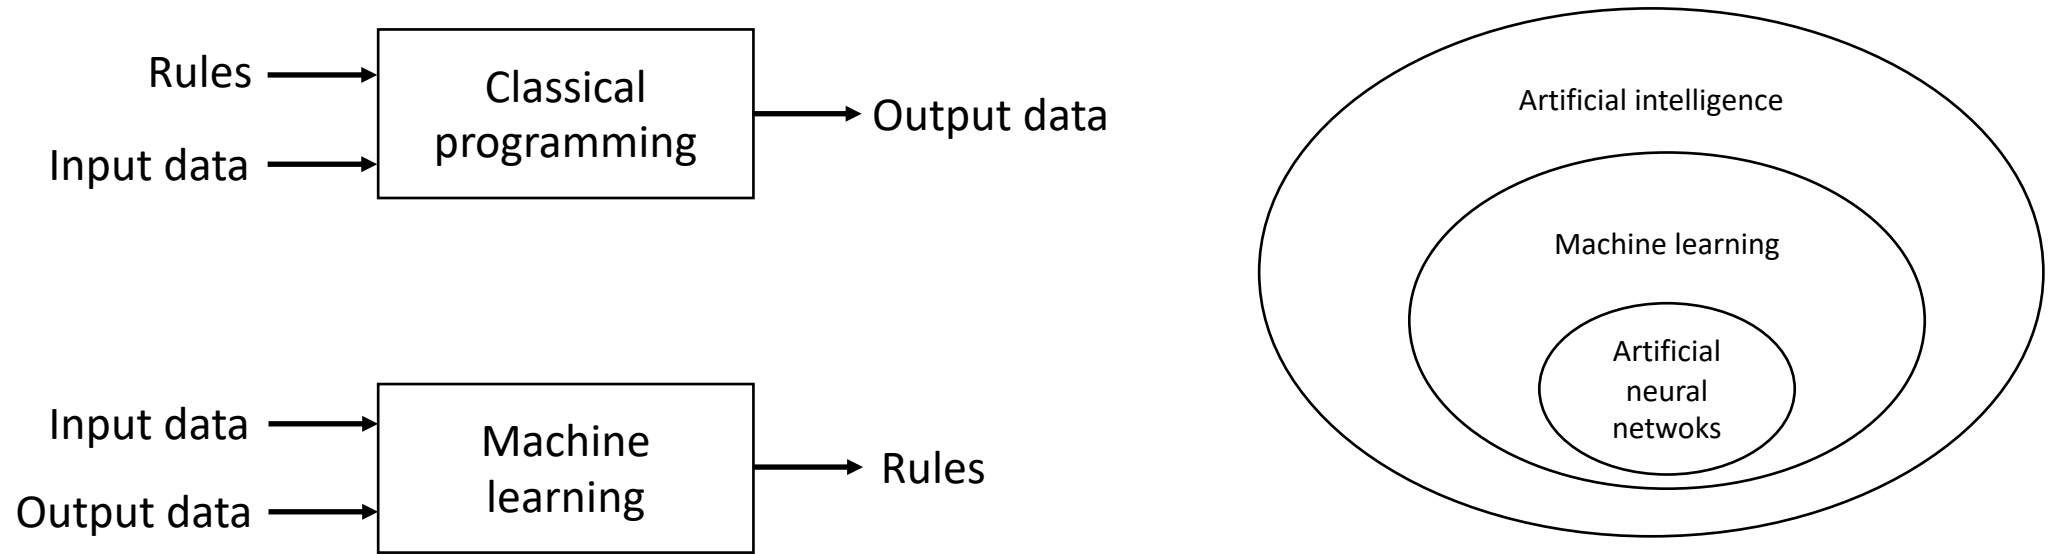 Rules
Input data
Classical
programming
Output data
Input data
Output data
Machine
learning
Rules
Artificial intelligence
Machine learning
Artificial
neural
netwoks